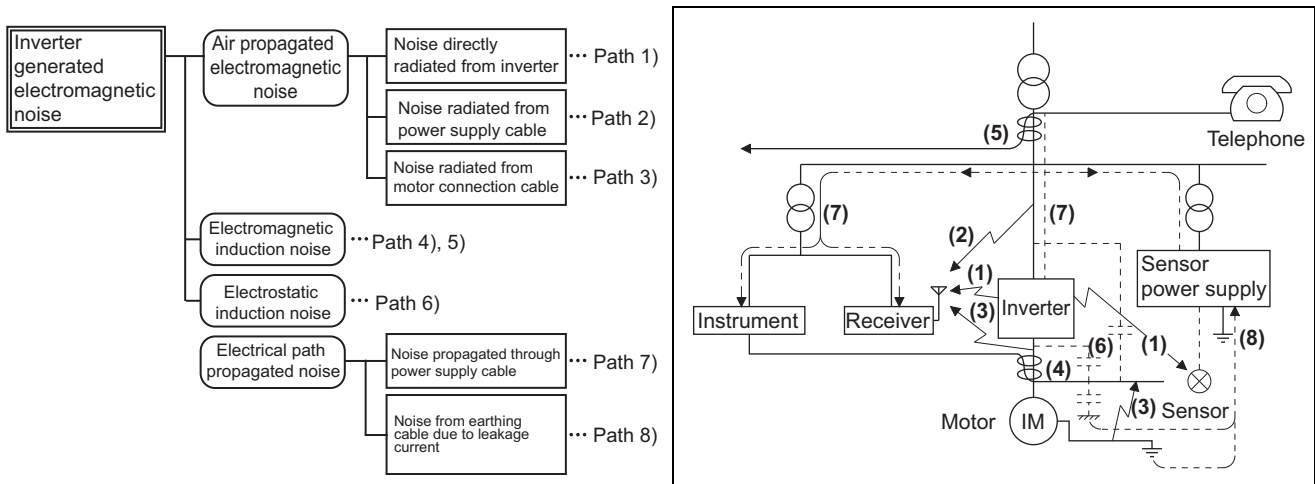 Inverter
generated
electromagnetic
noise
Air propagated
electromagnetic
noise
Noise directly
radiated from inverter
··· Path 1)
Noise radiated from
power supply cable
··· Path 2)
Noise radiated from
motor connection cable
··· Path 3)
Electromagnetic
induction noise
···Path 4), 5)
Electrostatic
induction noise
··· Path 6)
Electrical path
propagated noise
Noise propagated through
power supply cable
··· Path 7)
Noise from earthing
cable due to leakage
current
··· Path 8)
(5)
Telephone
(7)
(7)
(2)
(1)
(3)
Instrument
Receiver
Inverter
Sensor
power supply
(6)
(1)
(8)
(4)
(3)
Sensor
Motor
IM